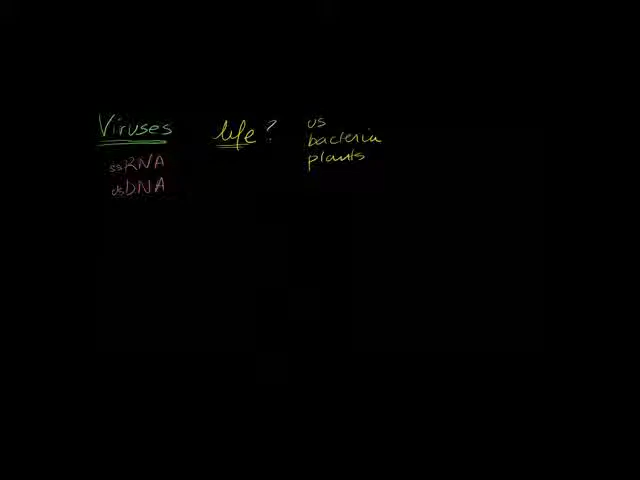 Viruses
ssRNA
dsDNA
life?
us
bacteria
plants